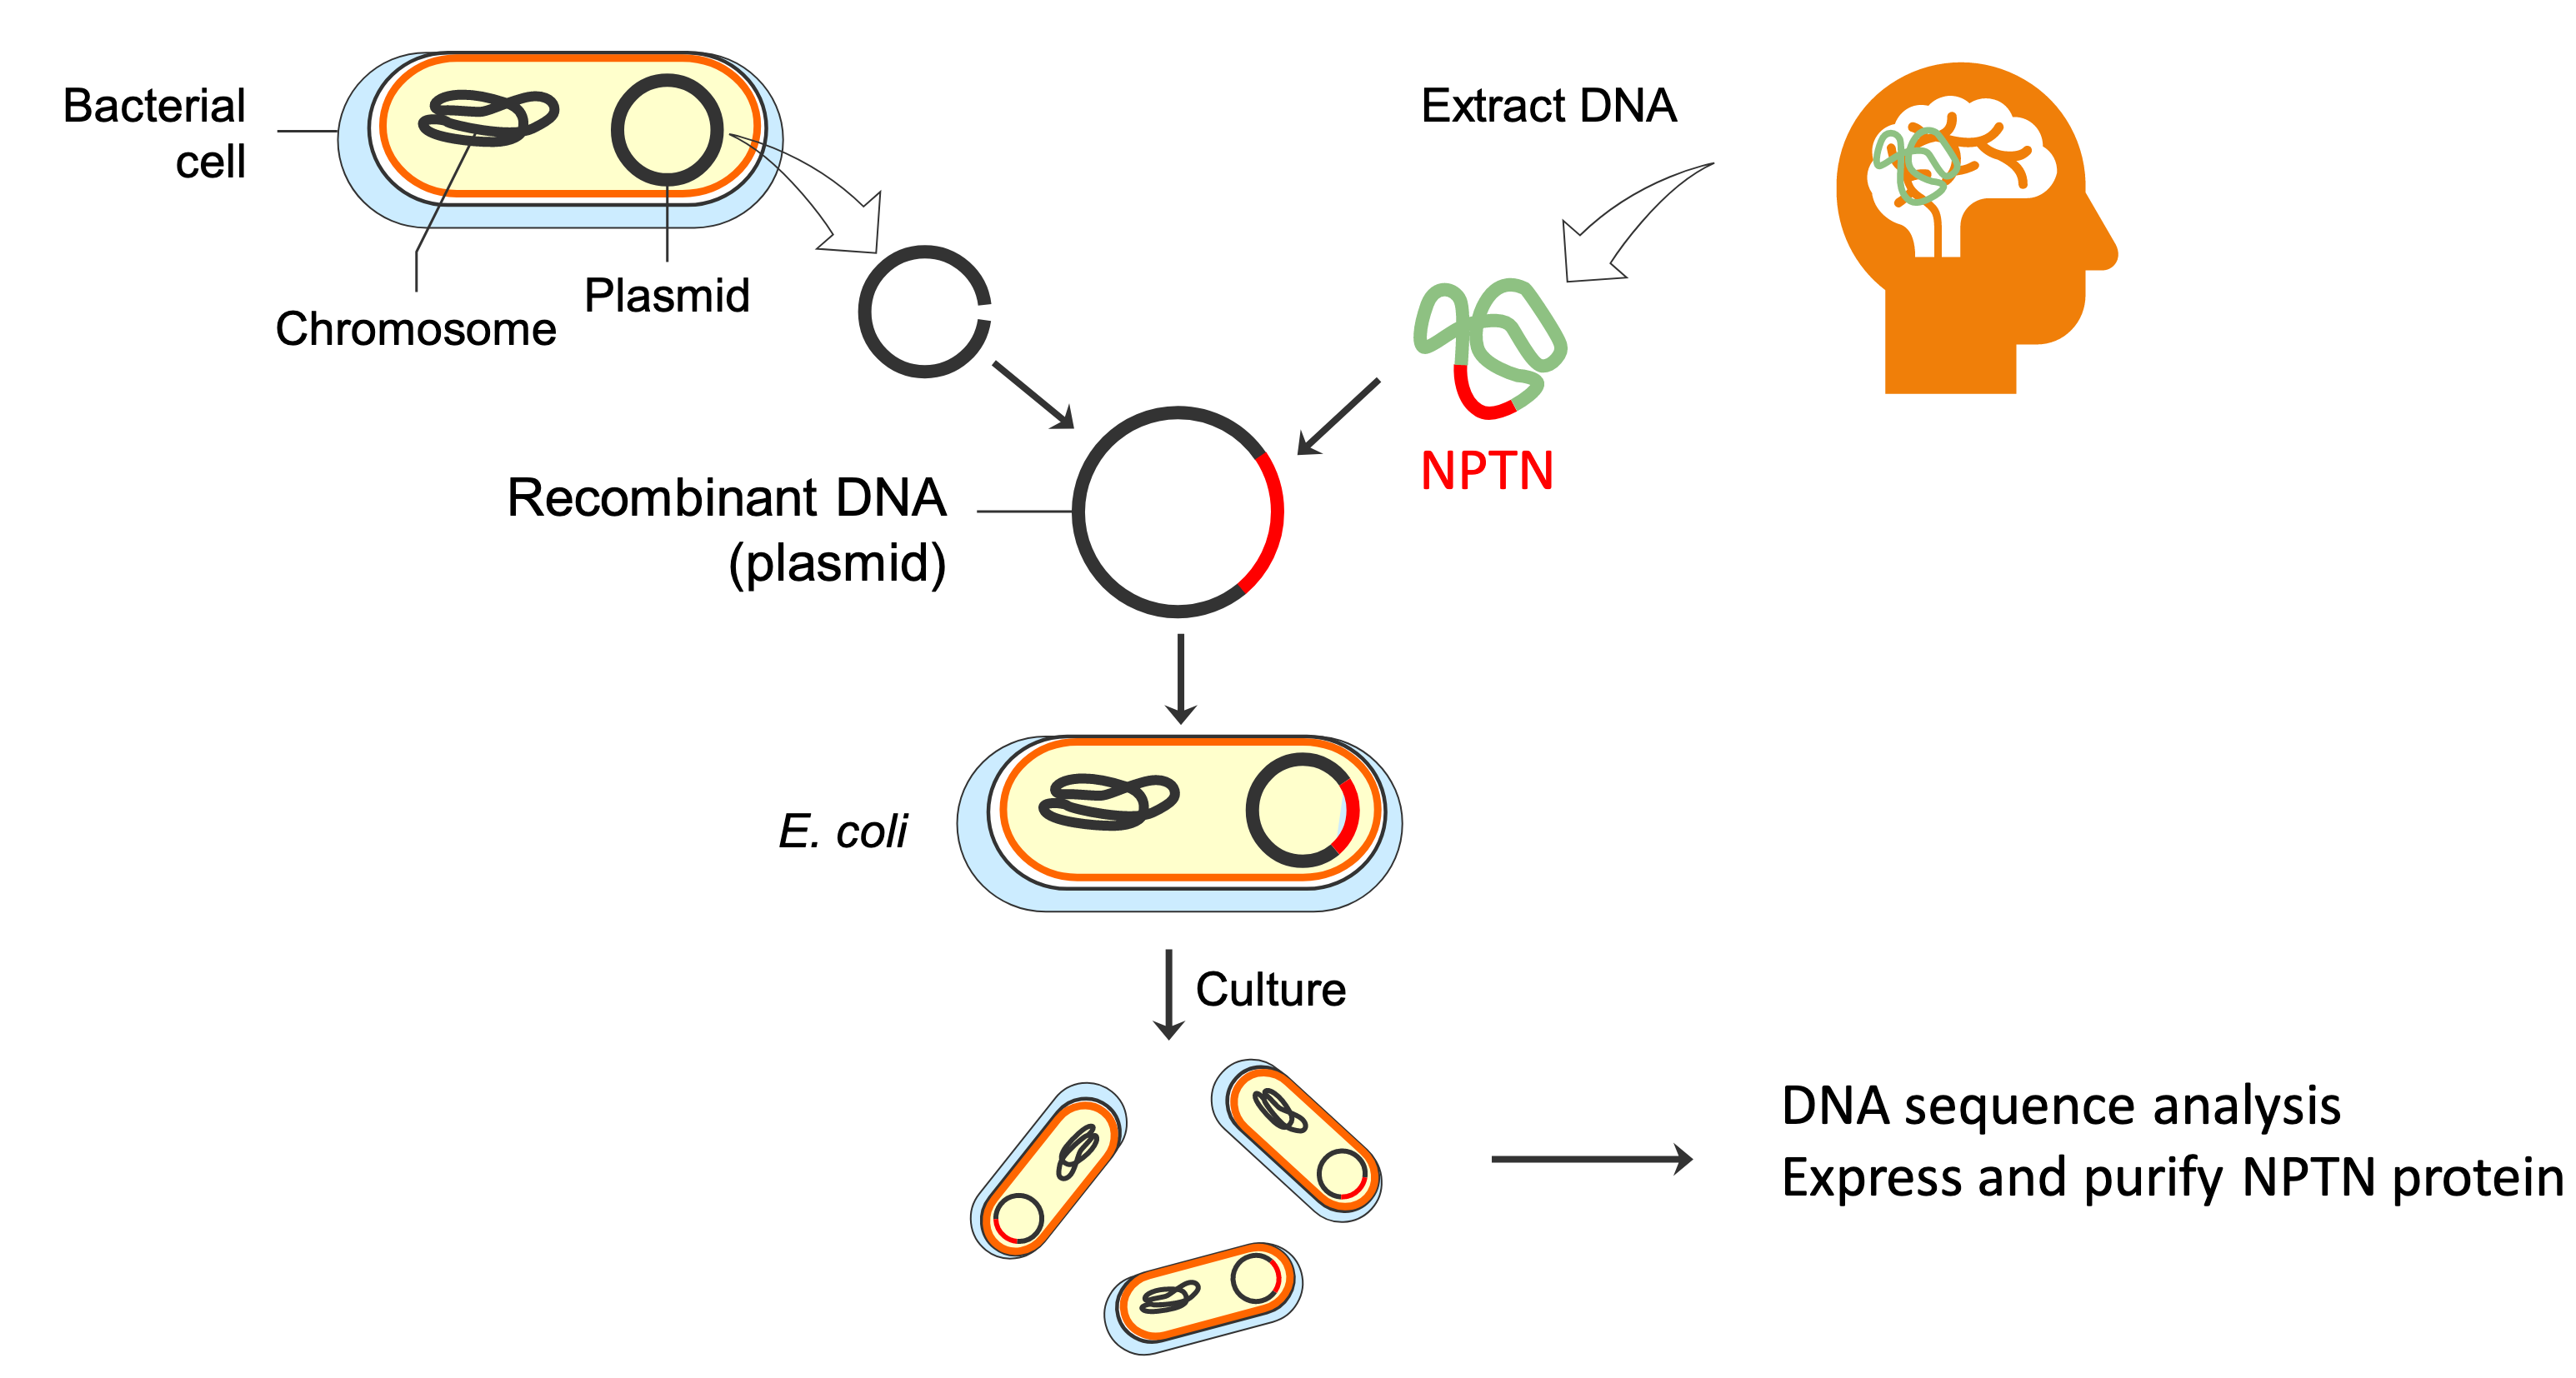 Bacterial
cell
Chromosome
Plasmid
Extract DNA
NPTN
Recombinant DNA
(plasmid)
E. coli
Culture
DNA sequence analysis
Express and purify NPTN protein